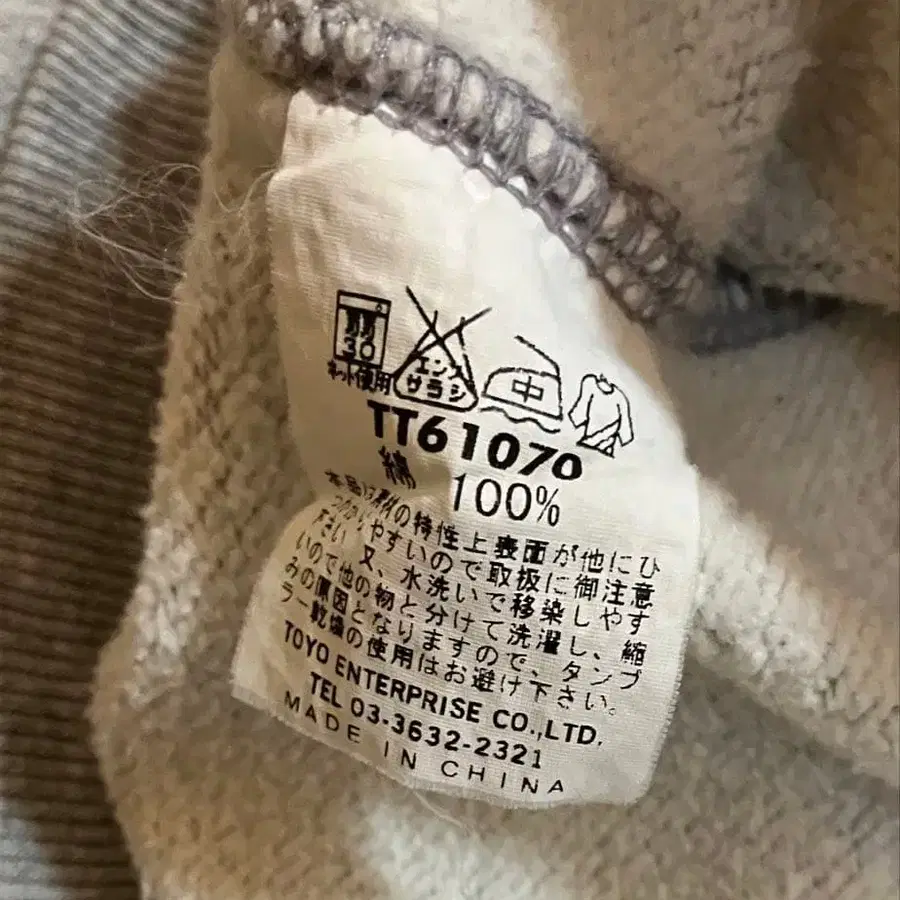 弱
30
ネット使用
エンソ
サラシ
中
TT61070
綿 100%
本品は素材の特性上表面が他にひ
っかかりやすいので取扱に御注意
下さい 又、水洗いで移染しやす
いので他の物と分けて洗濯し、縮
みの原因となりますので、タンブ
ラー乾燥の使用はお避け下さい。
TOYO ENTERPRISE CO.,LTD.
TEL 03-3632-2321
MADE IN CHINA